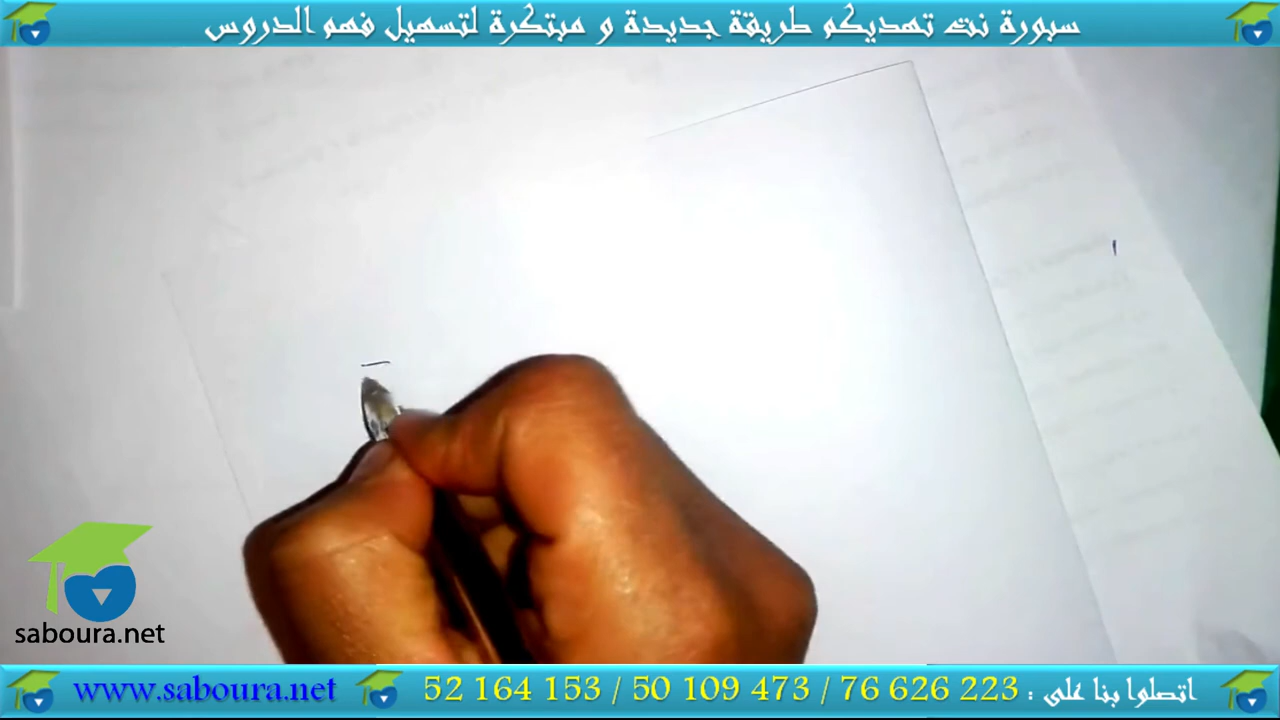 سبورة نت تهديكم طريقة جديدة و مبتكرة لتسهيل فهم الدروس
saboura.net
www.saboura.net
52 164 153 / 50 109 473 / 76 626 223 : اتصلوا بنا على